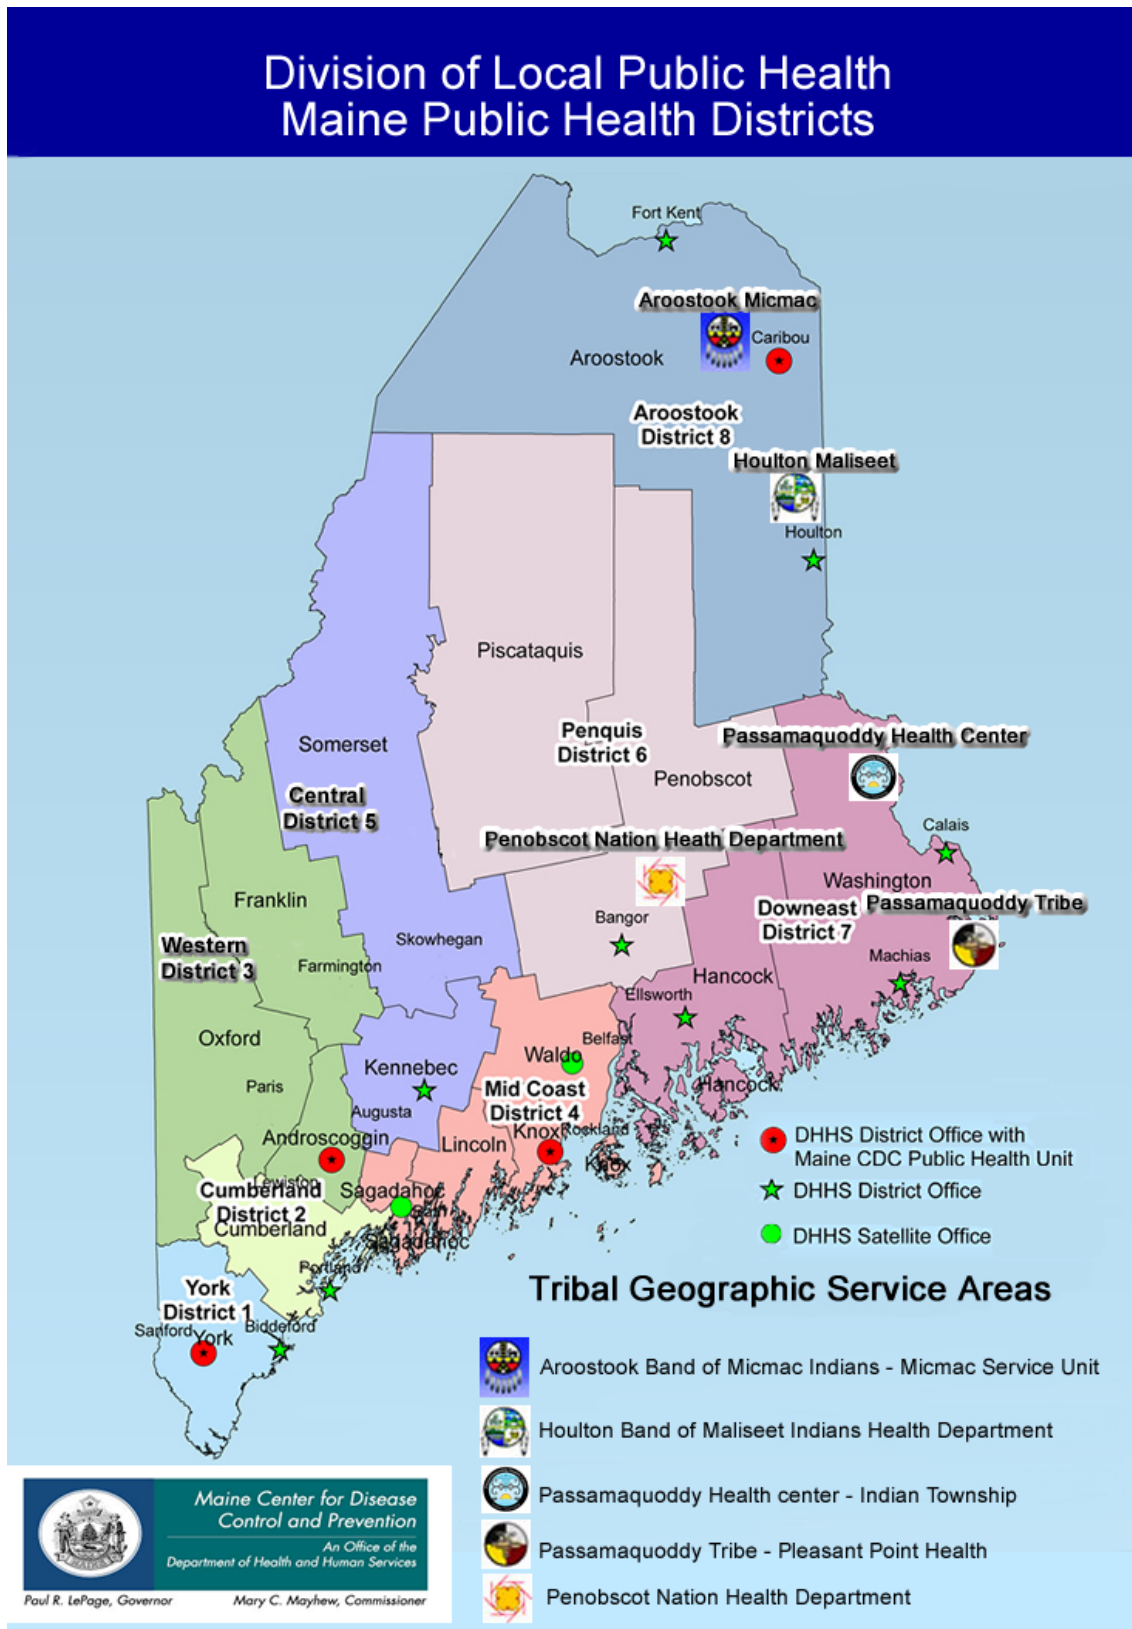 Division of Local Public Health
Maine Public Health Districts
Fort Kent
Aroostook Micmac
Caribou
Aroostook
Aroostook
District 8
Houlton Maliseet
Houlton
Piscataquis
Somerset
Penquis
District 6
Passamaquoddy Health Center
Penobscot
Central
District 5
Calais
Penobscot Nation Heath Department
Washington
Franklin
Passamaquoddy Tribe
Downeast
District 7
Bangor
Skowhegan
Western
District 3
Machias
Farmington
Hancock
Ellsworth
Oxford
Belfast
Waldo
Kennebec
Paris
Hancock
Mid Coast
District 4
Augusta
Knox
Rockland
Androscoggin
Lincoln
Knox
Lewiston
Sagadahoc
Cumberland
District 2
Bath
Cumberland
Sagadahoc
Portland
York
District 1
Biddeford
Sanford
York
DHHS District Office with
Maine CDC Public Health Unit
DHHS District Office
DHHS Satellite Office
Tribal Geographic Service Areas
Aroostook Band of Micmac Indians - Micmac Service Unit
Houlton Band of Maliseet Indians Health Department
Passamaquoddy Health center - Indian Township
Passamaquoddy Tribe - Pleasant Point Health
Penobscot Nation Health Department
Maine Center for Disease
Control and Prevention
An Office of the
Department of Health and Human Services
Paul R. LePage, Governor
Mary C. Mayhew, Commissioner